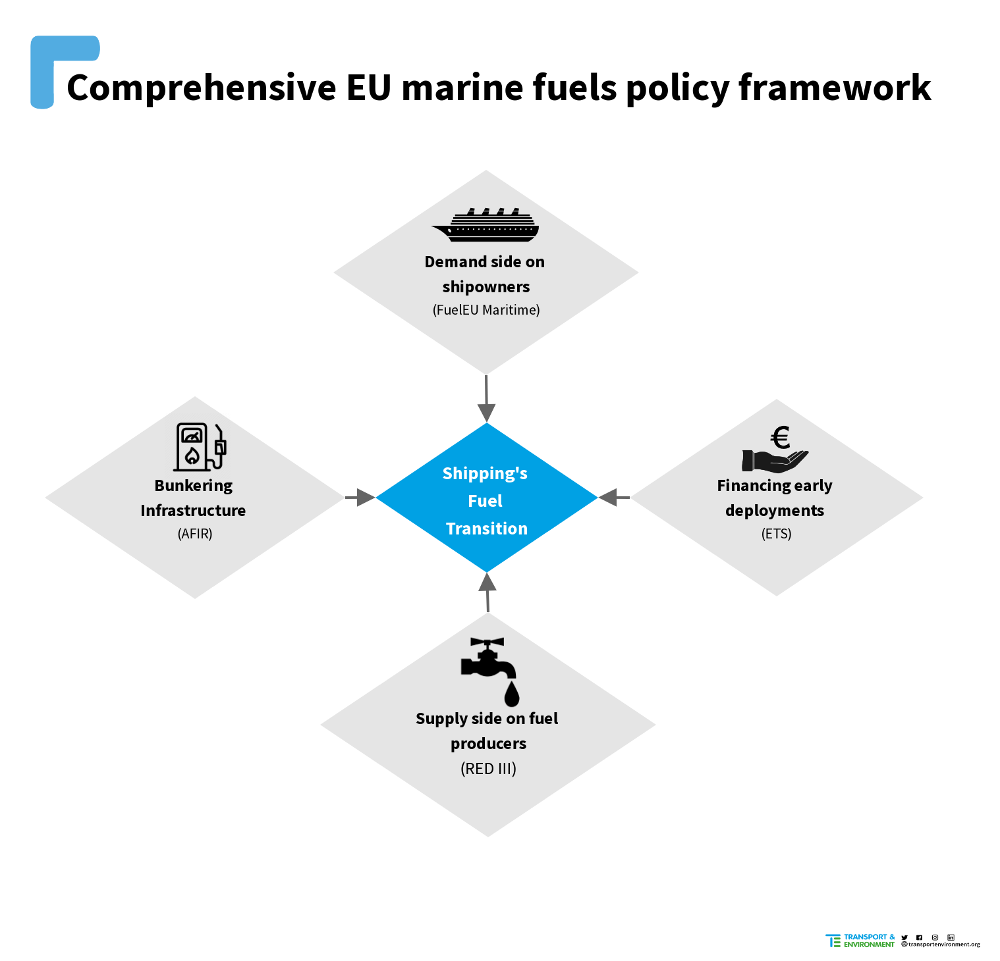 Comprehensive EU marine fuels policy framework
Demand side on
shipowners
(FuelEU Maritime)
Bunkering
Infrastructure
(AFIR)
Shipping's
Fuel
Transition
€
Financing early
deployments
(ETS)
Supply side on fuel
producers
(RED III)
TE TRANSPORT &
ENVIRONMENT
transportenvironment.org